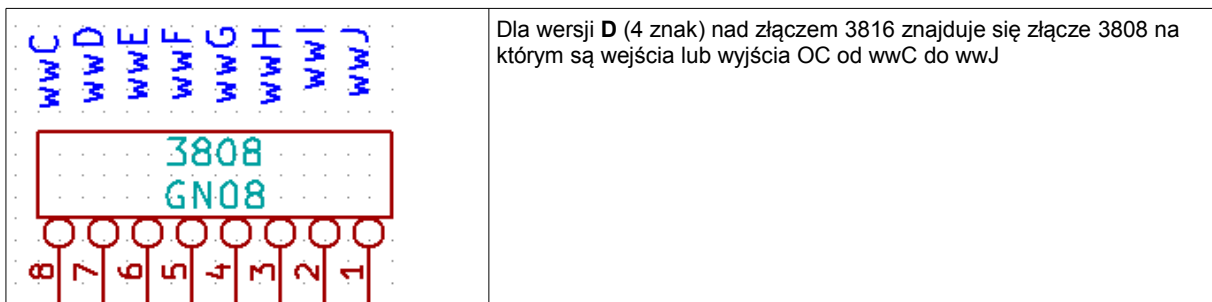 wwC
wwD
wwE
wwF
wwG
wwH
wwI
wwJ
3808
GN08
8
7
6
5
4
3
2
1
Dla wersji D (4 znak) nad złączem 3816 znajduje się złącze 3808 na
którym są wejścia lub wyjścia OC od wwC do wwJ